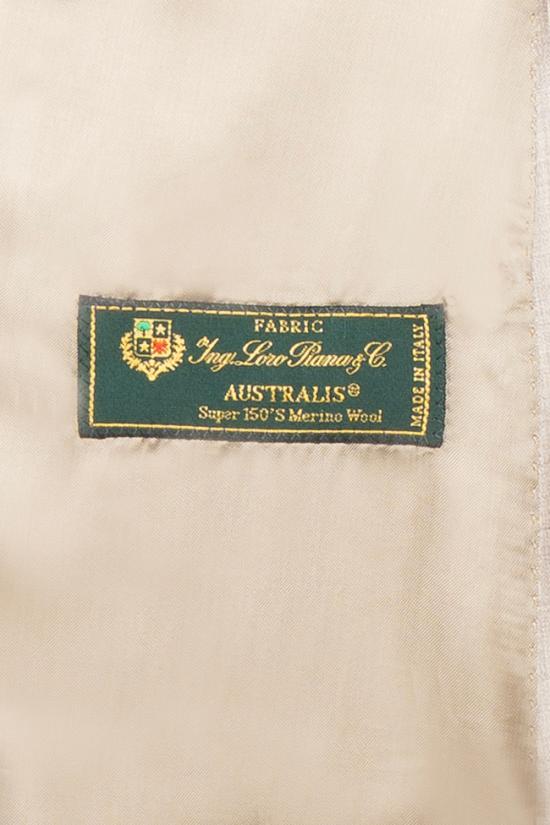 FABRIC
Ing. Loro Piana & C.
AUSTRALIS®
Super 150'S Merino Wool
MADE IN ITALY